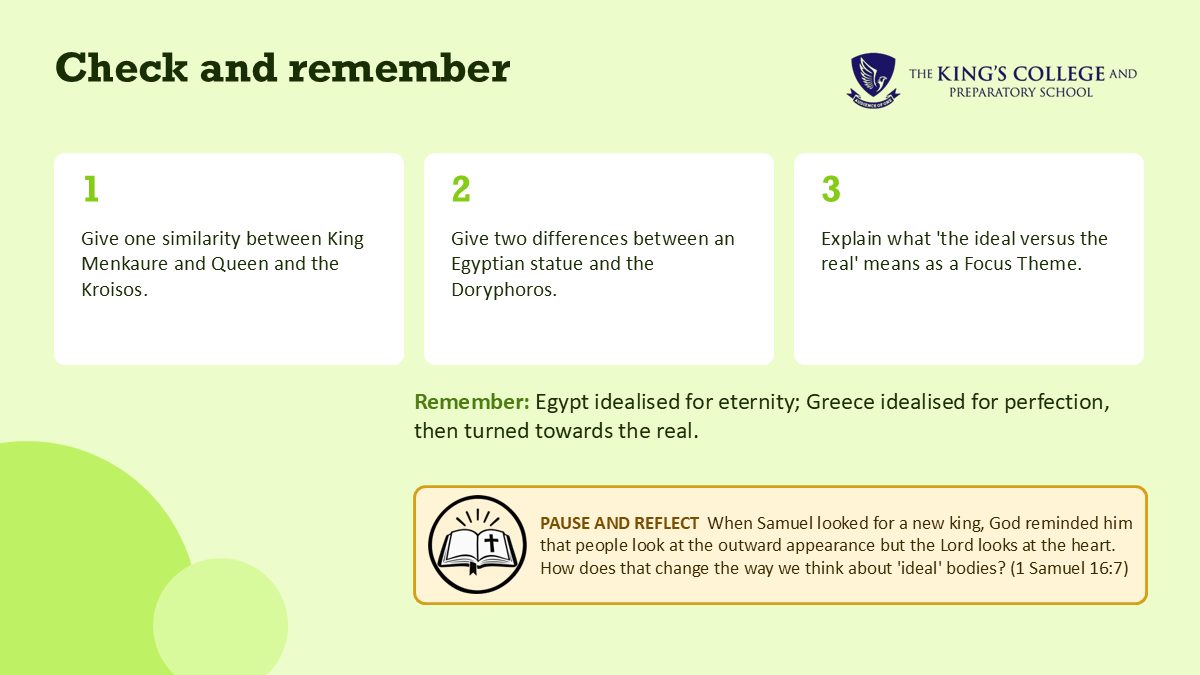 Check and remember
THE KING'S COLLEGE AND
PREPARATORY SCHOOL
AUDIENCE OF ONE
1
Give one similarity between King
Menkaure and Queen and the
Kroisos.
2
Give two differences between an
Egyptian statue and the
Doryphoros.
3
Explain what 'the ideal versus the
real' means as a Focus Theme.
Remember: Egypt idealised for eternity; Greece idealised for perfection,
then turned towards the real.
PAUSE AND REFLECT When Samuel looked for a new king, God reminded him
that people look at the outward appearance but the Lord looks at the heart.
How does that change the way we think about 'ideal' bodies? (1 Samuel 16:7)